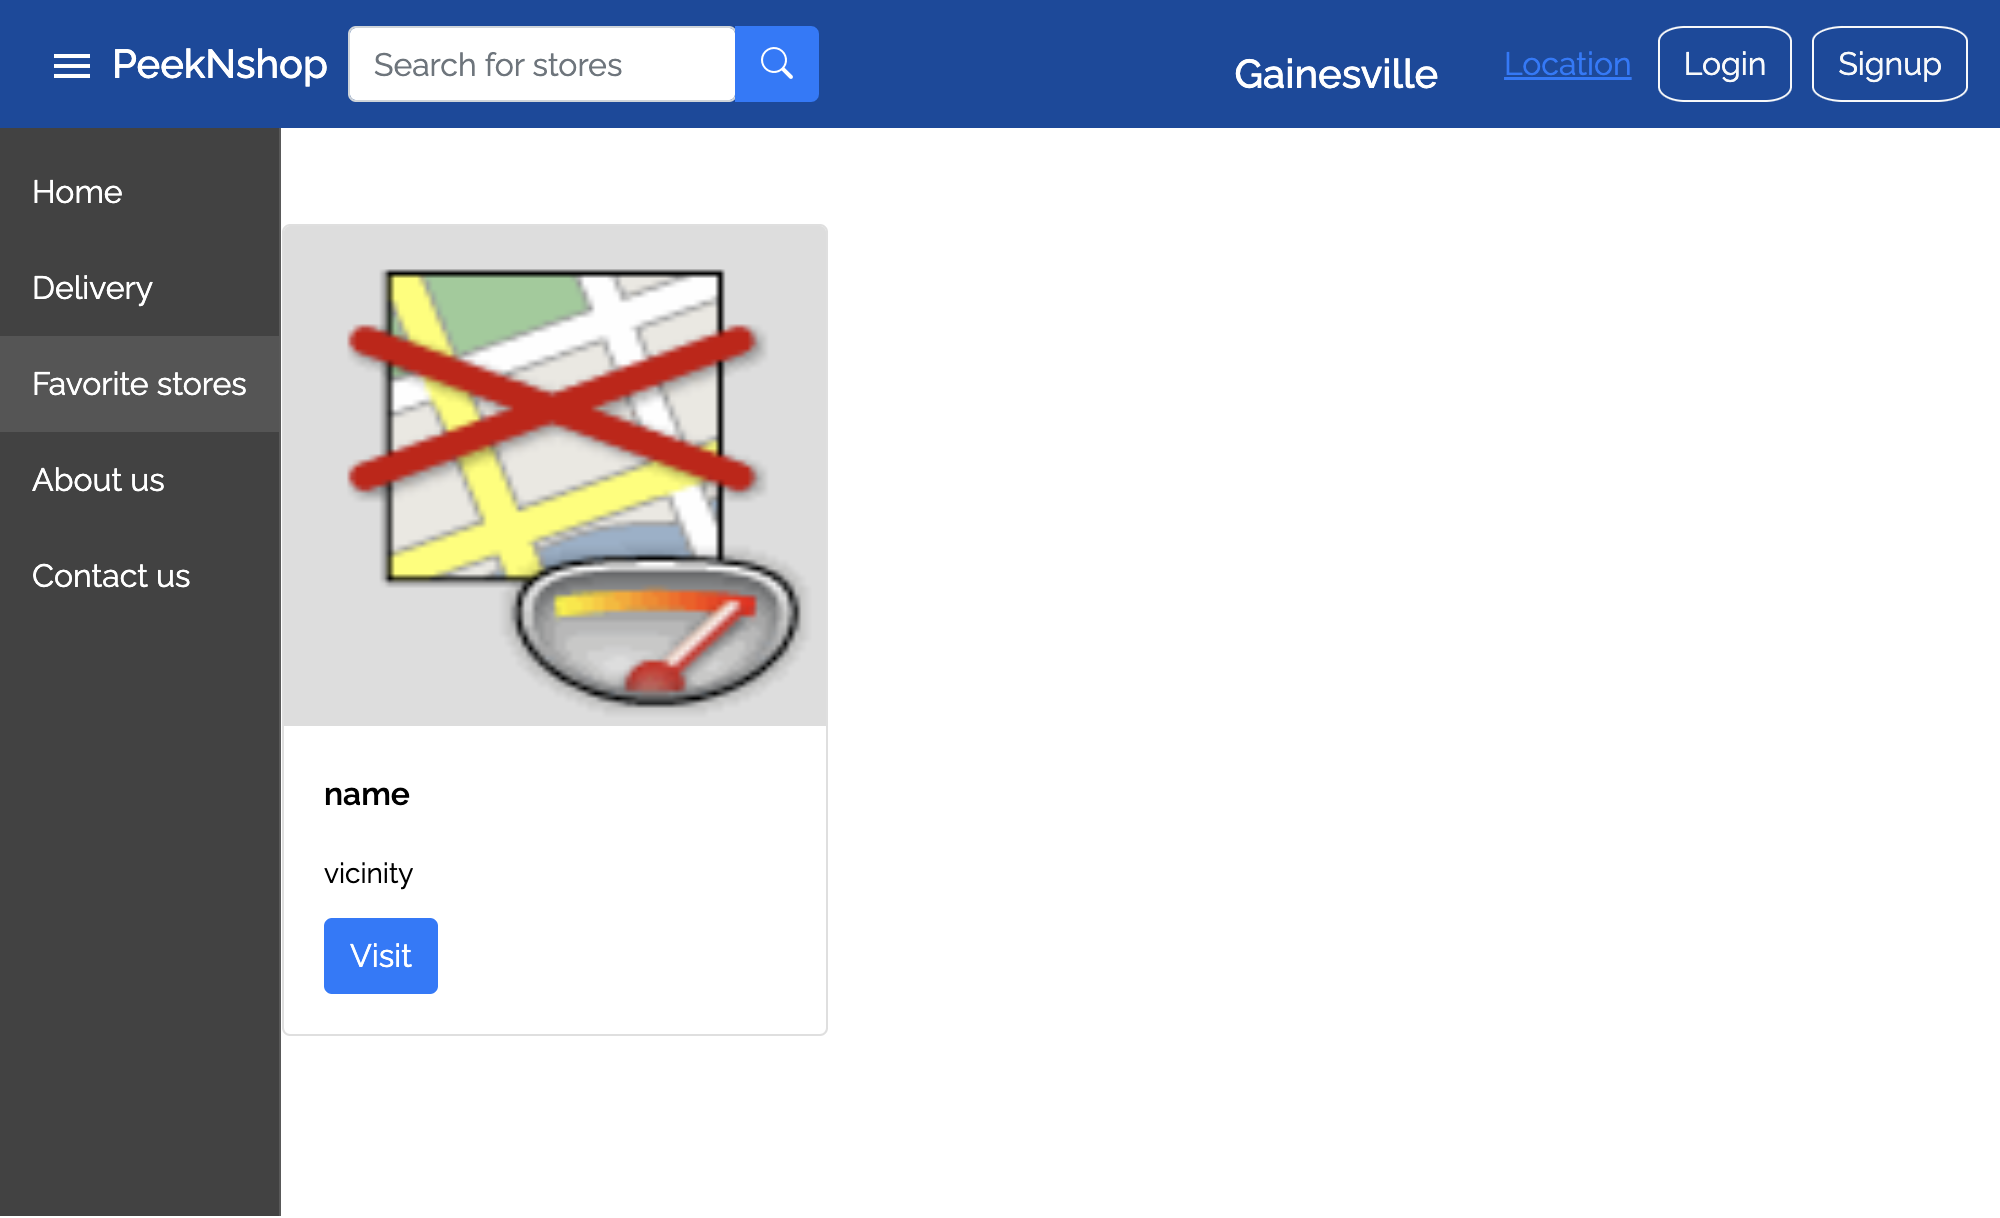 PeekNshop
Search for stores
Gainesville
Location
Login
Signup
Home
Delivery
Favorite stores
About us
Contact us
name
vicinity
Visit